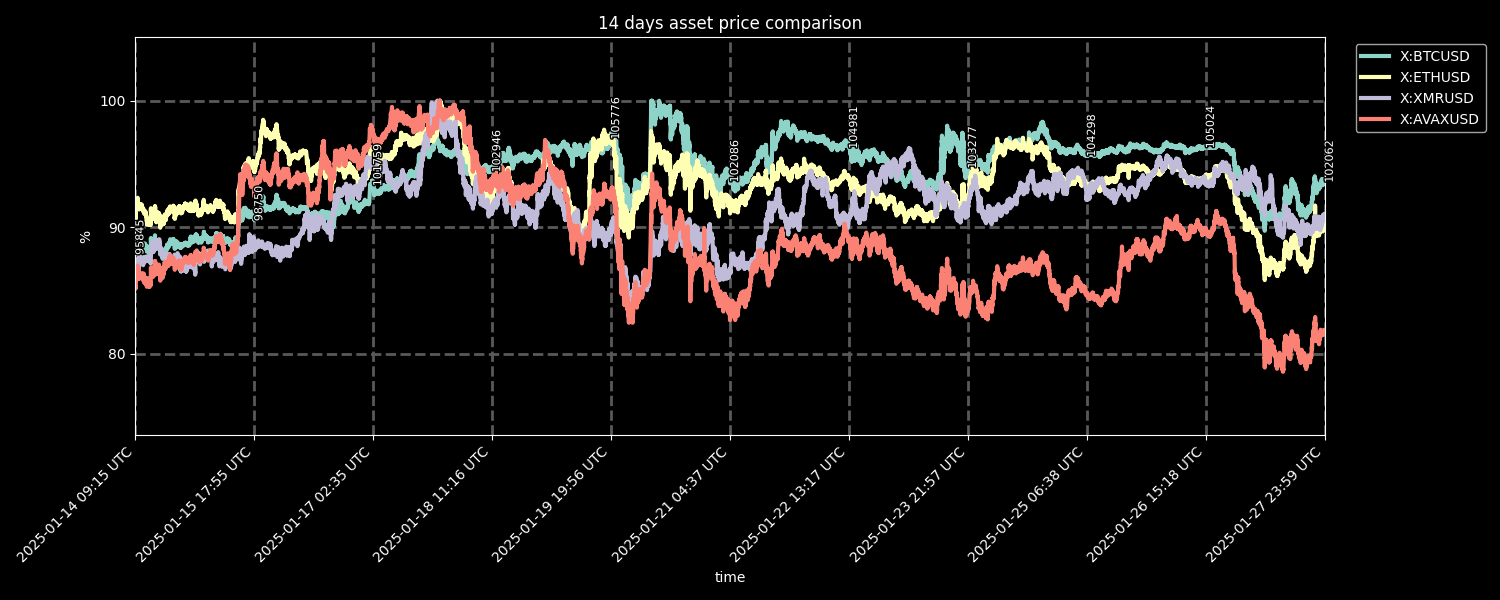 14 days asset price comparison
X:BTCUSD
X:ETHUSD
X:XMRUSD
X:AVAXUSD
100
90
80
%
95845
98750
101759
102946
105776
102086
104981
103277
104298
105024
102062
2025-01-14 09:15 UTC
2025-01-15 17:55 UTC
2025-01-17 02:35 UTC
2025-01-18 11:16 UTC
2025-01-19 19:56 UTC
2025-01-21 04:37 UTC
2025-01-22 13:17 UTC
2025-01-23 21:57 UTC
2025-01-25 06:38 UTC
2025-01-26 15:18 UTC
2025-01-27 23:59 UTC
time